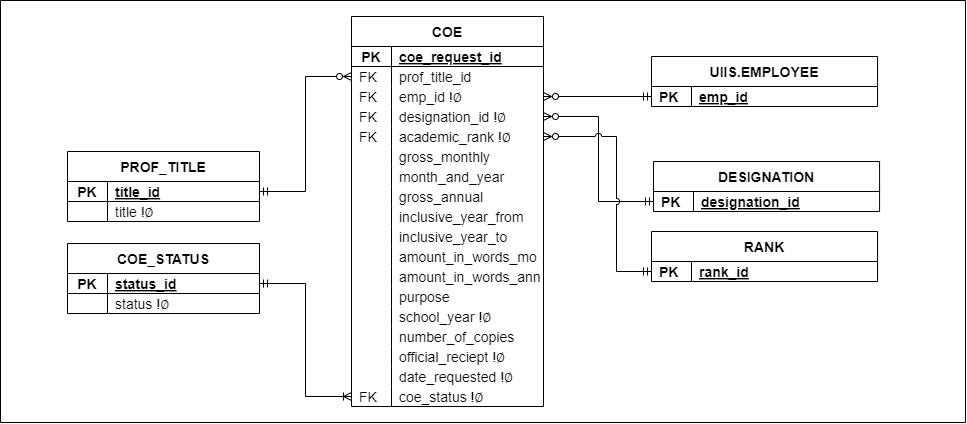 COE
PK coe_request_id
FK prof_title_id
FK emp_id !∅
FK designation_id !∅
FK academic_rank !∅
gross_monthly
month_and_year
gross_annual
inclusive_year_from
inclusive_year_to
amount_in_words_mo
amount_in_words_ann
purpose
school_year !∅
number_of_copies
official_reciept !∅
date_requested !∅
FK coe_status !∅
PROF_TITLE
PK title_id
title !∅
COE_STATUS
PK status_id
status !∅
UIIS.EMPLOYEE
PK emp_id
DESIGNATION
PK designation_id
RANK
PK rank_id